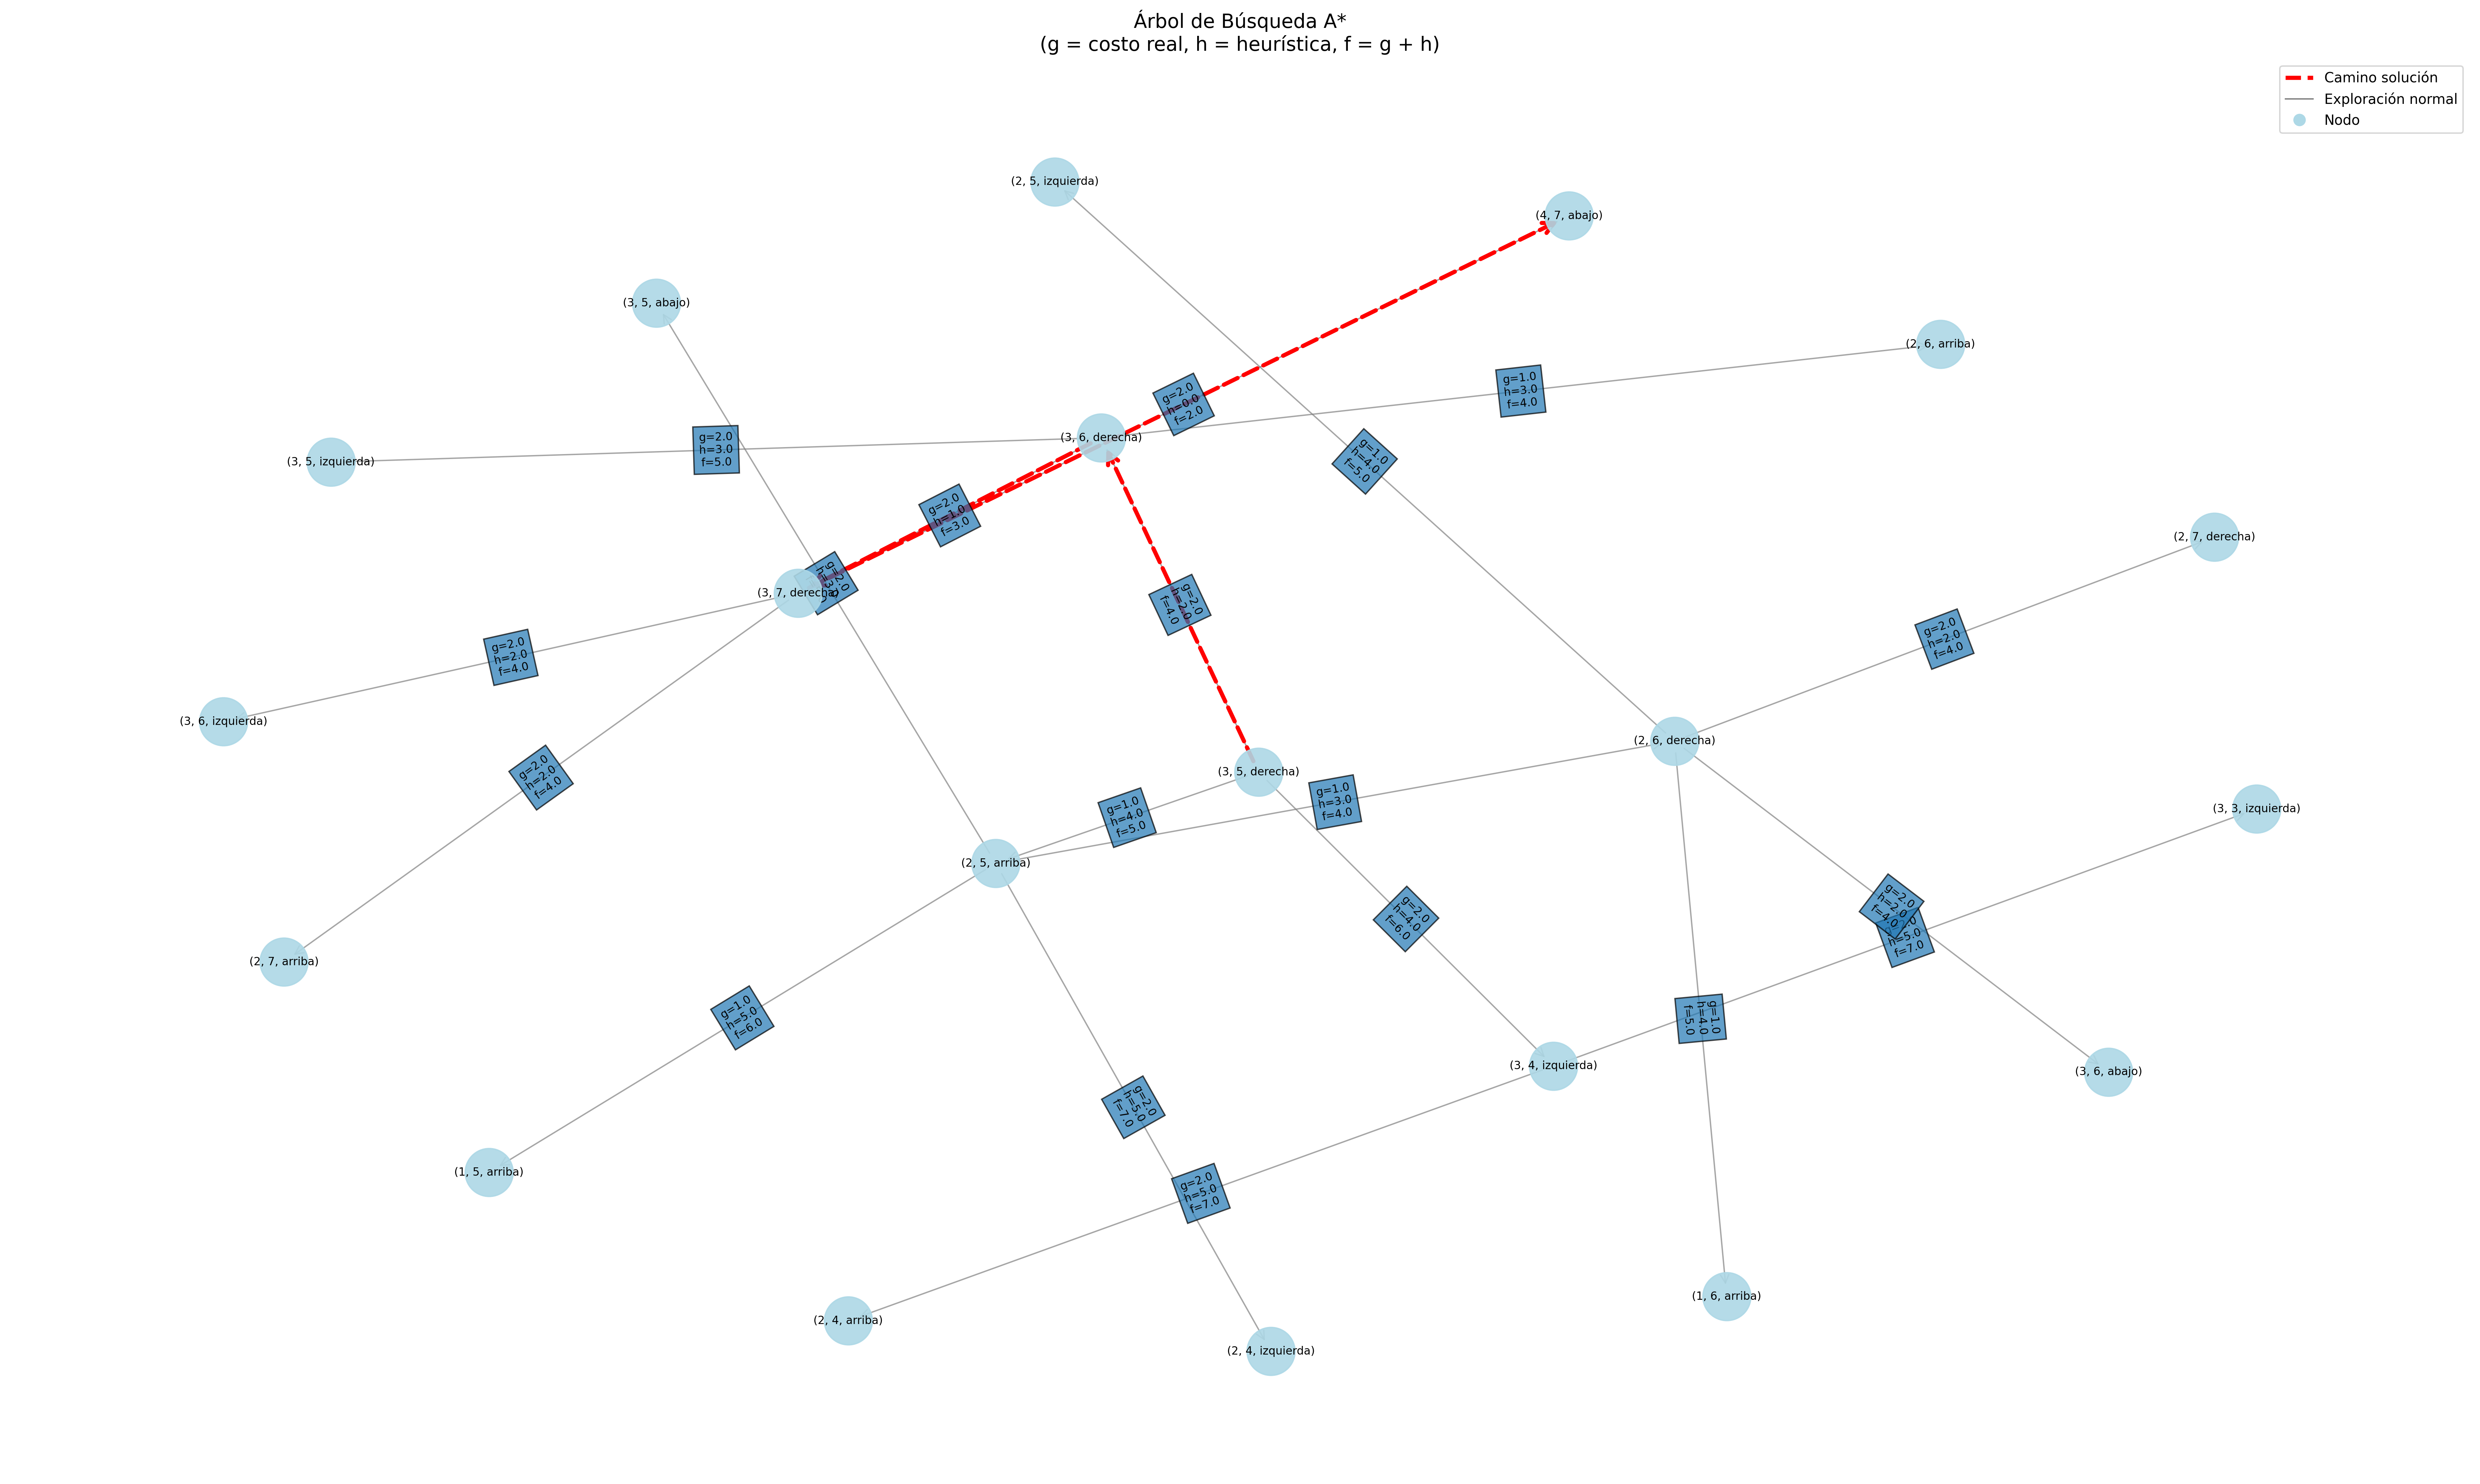 Árbol de Búsqueda A*
(g = costo real, h = heurística, f = g + h)
Camino solución
Exploración normal
Nodo
(2, 5, izquierda)
(4, 7, abajo)
(3, 5, abajo)
(2, 6, arriba)
g=2.0
h=0.0
f=2.0
g=1.0
h=3.0
f=4.0
(3, 6, derecha)
g=2.0
h=3.0
f=5.0
(3, 5, izquierda)
g=1.0
h=4.0
f=5.0
g=2.0
h=1.0
f=3.0
(2, 7, derecha)
g=2.0
h=3.0
(3, 7, derecha)
g=2.0
h=2.0
f=4.0
g=2.0
h=2.0
f=4.0
g=2.0
h=2.0
f=4.0
(3, 6, izquierda)
(2, 6, derecha)
g=2.0
h=2.0
f=4.0
(3, 5, derecha)
g=1.0
h=3.0
f=4.0
(3, 3, izquierda)
g=1.0
h=4.0
f=5.0
(2, 5, arriba)
g=2.0
h=4.0
f=6.0
g=2.0
h=2.0
f=4.0
h=5.0
f=7.0
(2, 7, arriba)
g=1.0
h=5.0
f=6.0
g=1.0
h=4.0
f=5.0
(3, 4, izquierda)
(3, 6, abajo)
g=2.0
h=5.0
f=7.0
(1, 5, arriba)
g=2.0
h=5.0
f=7.0
(1, 6, arriba)
(2, 4, arriba)
(2, 4, izquierda)